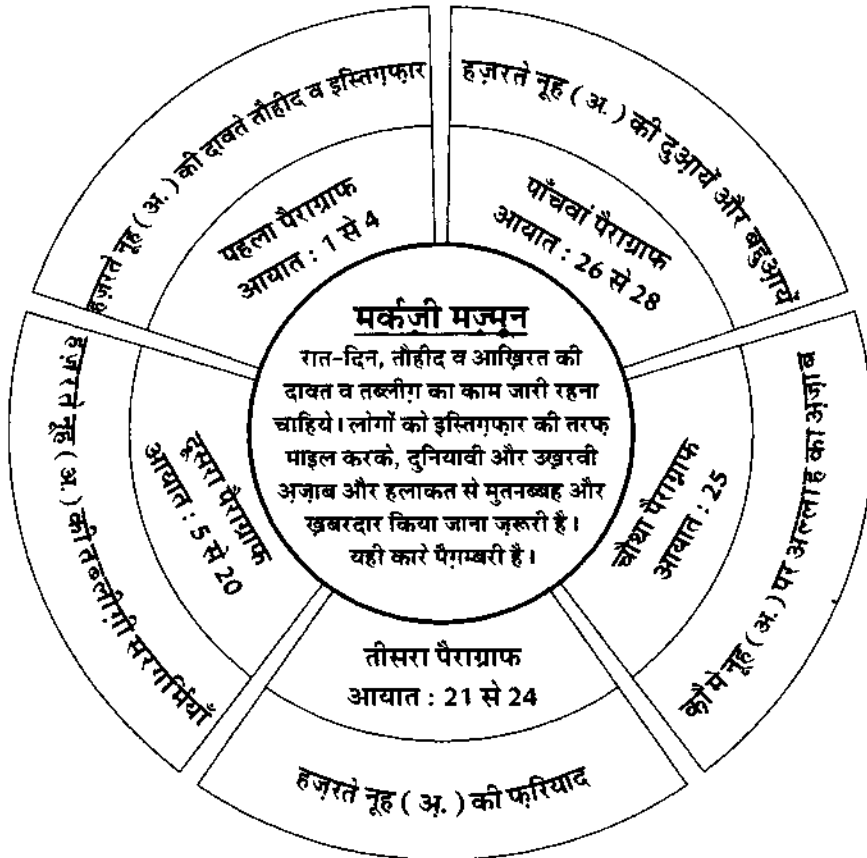 मर्कज़ी मज़्मून
रात-दिन, तौहीद व आख़िरत की
दावत व तब्लीग़ का काम जारी रहना
चाहिये। लोगों को इस्तिग़फ़ार की तरफ़
माइल करके, दुनियावी और उख़रवी
अज़ाब और हलाकत से मुतनब्बह और
ख़बरदार किया जाना ज़रूरी है।
यही कारे पैग़म्बरी है।
हज़रते नूह ( अ. ) की दावते तौहीद व इस्तिग़फ़ार
पहला पैराग्राफ
आयात : 1 से 4
हज़रते नूह ( अ. ) की तब्लीग़ी सरगर्मियाँ
दूसरा पैराग्राफ
आयात : 5 से 20
तीसरा पैराग्राफ
आयात : 21 से 24
हज़रते नूह ( अ. ) की फ़रियाद
चौथा पैराग्राफ
आयात : 25
क़ौमे नूह ( अ. ) पर अल्लाह का अज़ाब
हज़रते नूह ( अ. ) की दुआ़यें और बद्दुआ़यें
पाँचवां पैराग्राफ
आयात : 26 से 28